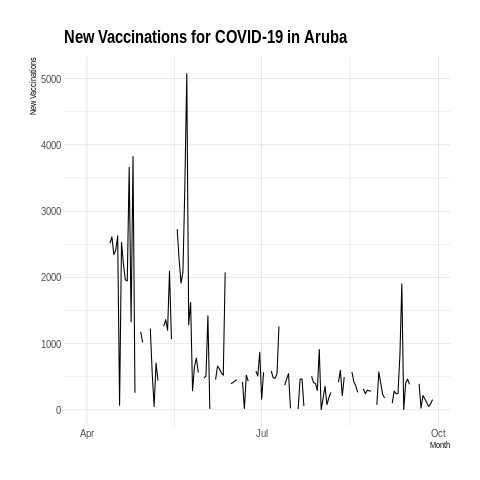 New Vaccinations for COVID-19 in Aruba
New Vaccinations
5000
4000
3000
2000
1000
0
Apr
Jul
Oct
Month